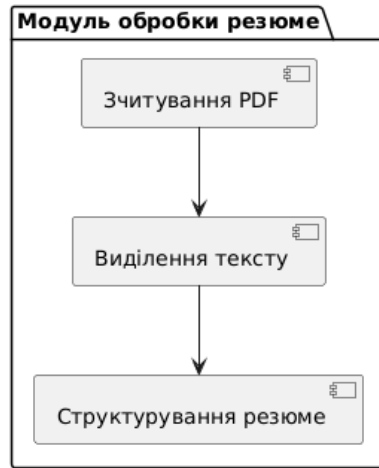 Модуль обробки резюме
Зчитування PDF
Виділення тексту
Структурування резюме